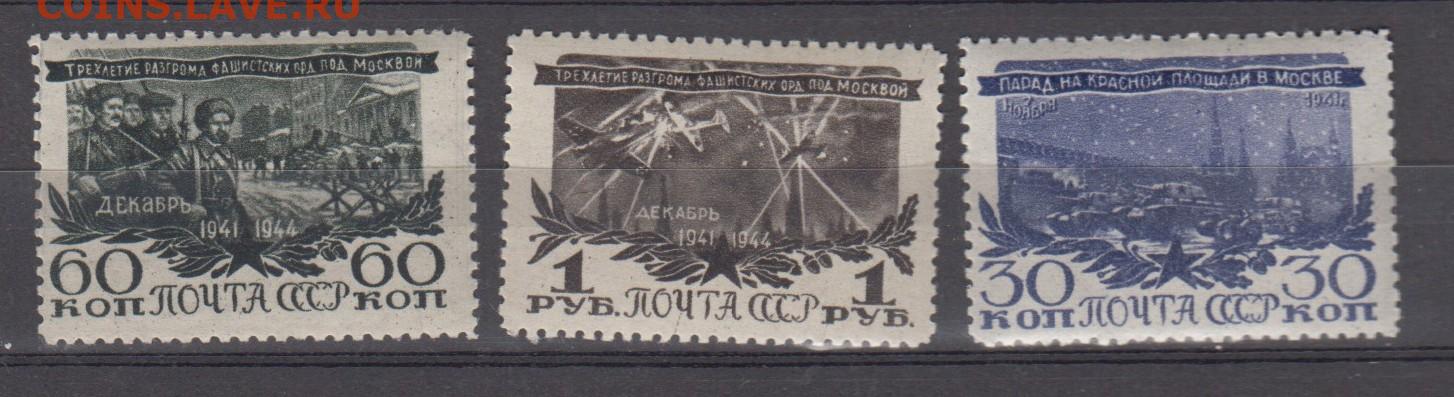 COINS.LAVE.RU
ТРЕХЛЕТИЕ РАЗГРОМА ФАШИСТСКИХ ОРД ПОД МОСКВОЙ
ДЕКАБРЬ
1941 1944
60 60
КОП ПОЧТА СССР КОП
ТРЕХЛЕТИЕ РАЗГРОМА ФАШИСТСКИХ ОРД ПОД МОСКВОЙ
ДЕКАБРЬ
1941 1944
1 1
РУБ. ПОЧТА СССР РУБ.
ПАРАД НА КРАСНОЙ ПЛОЩАДИ В МОСКВЕ
7 1941г.
НОЯБРЯ
30 30
КОП ПОЧТА СССР КОП